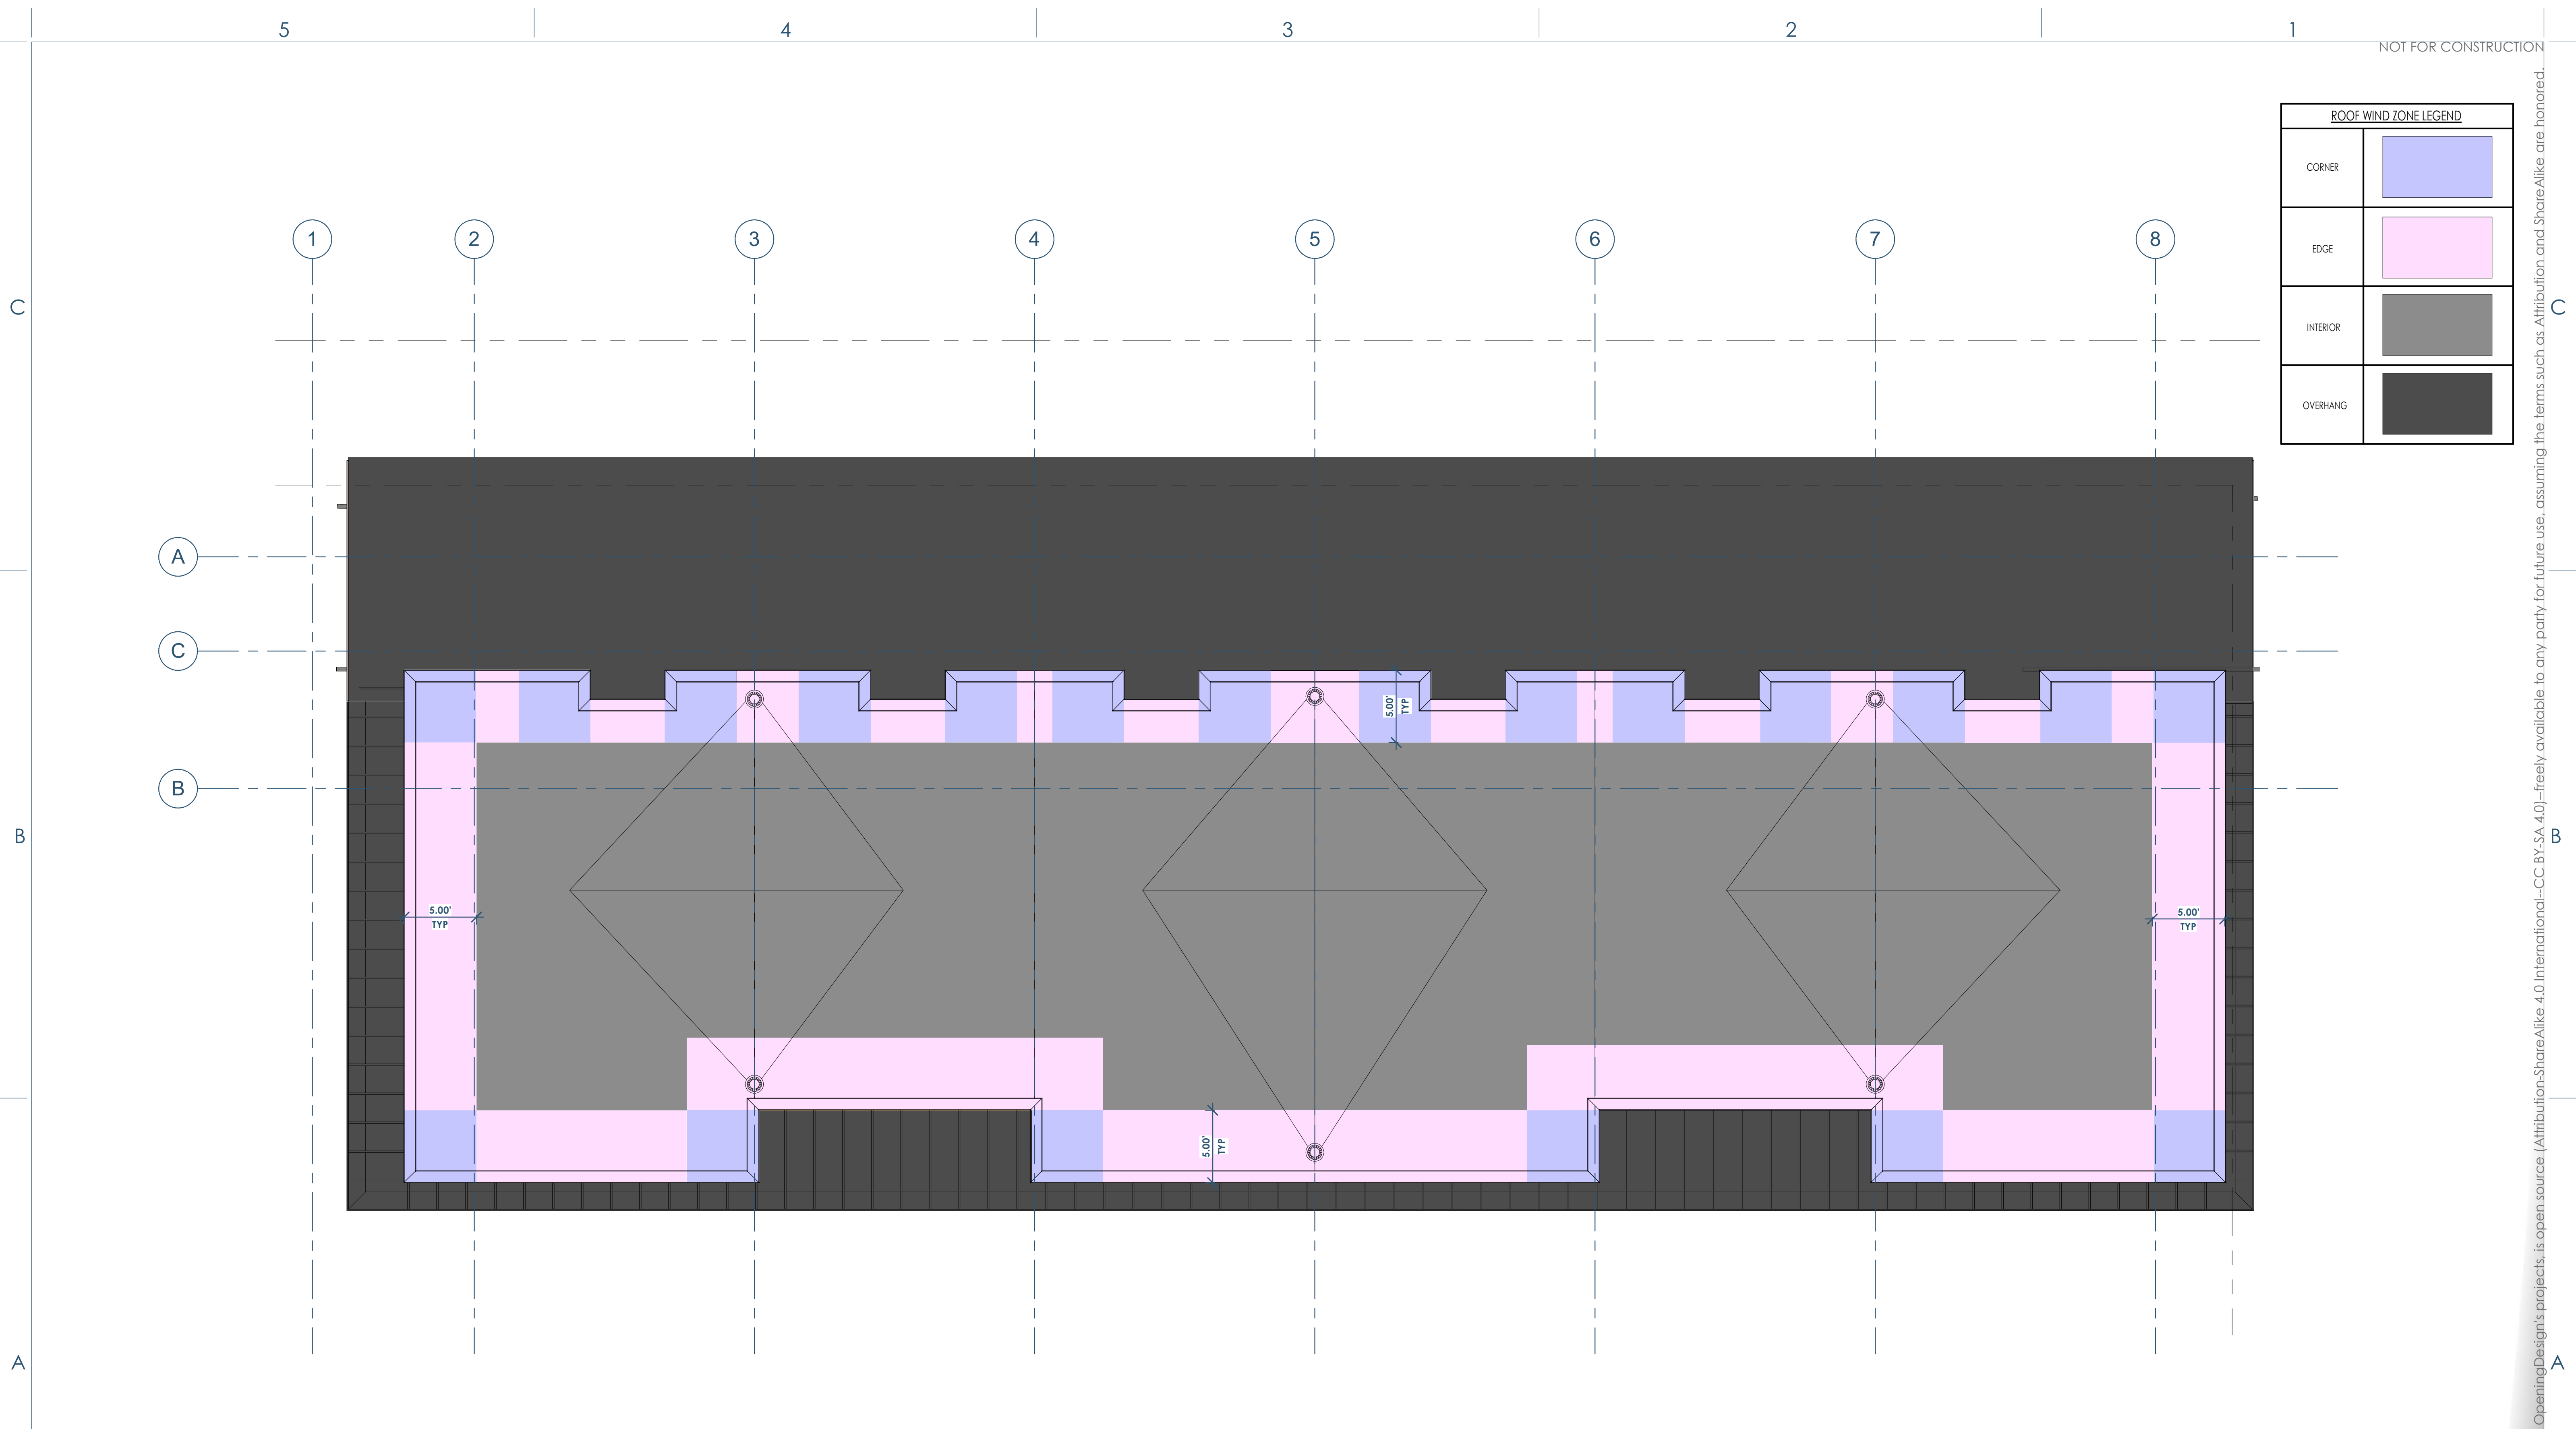 5 4 3 2 1
NOT FOR CONSTRUCTION
ROOF WIND ZONE LEGEND
CORNER
EDGE
INTERIOR
OVERHANG
1 2 3 4 5 6 7 8
C C
A
C
B
B B
5.00'
TYP
5.00'
TYP
5.00'
TYP
5.00'
TYP
A A
OpeningDesign's projects, is open source (Attribution-ShareAlike 4.0 International--CC BY-SA 4.0)--freely available to any party for future use, assuming the terms such as Attribution and ShareAlike are honored.